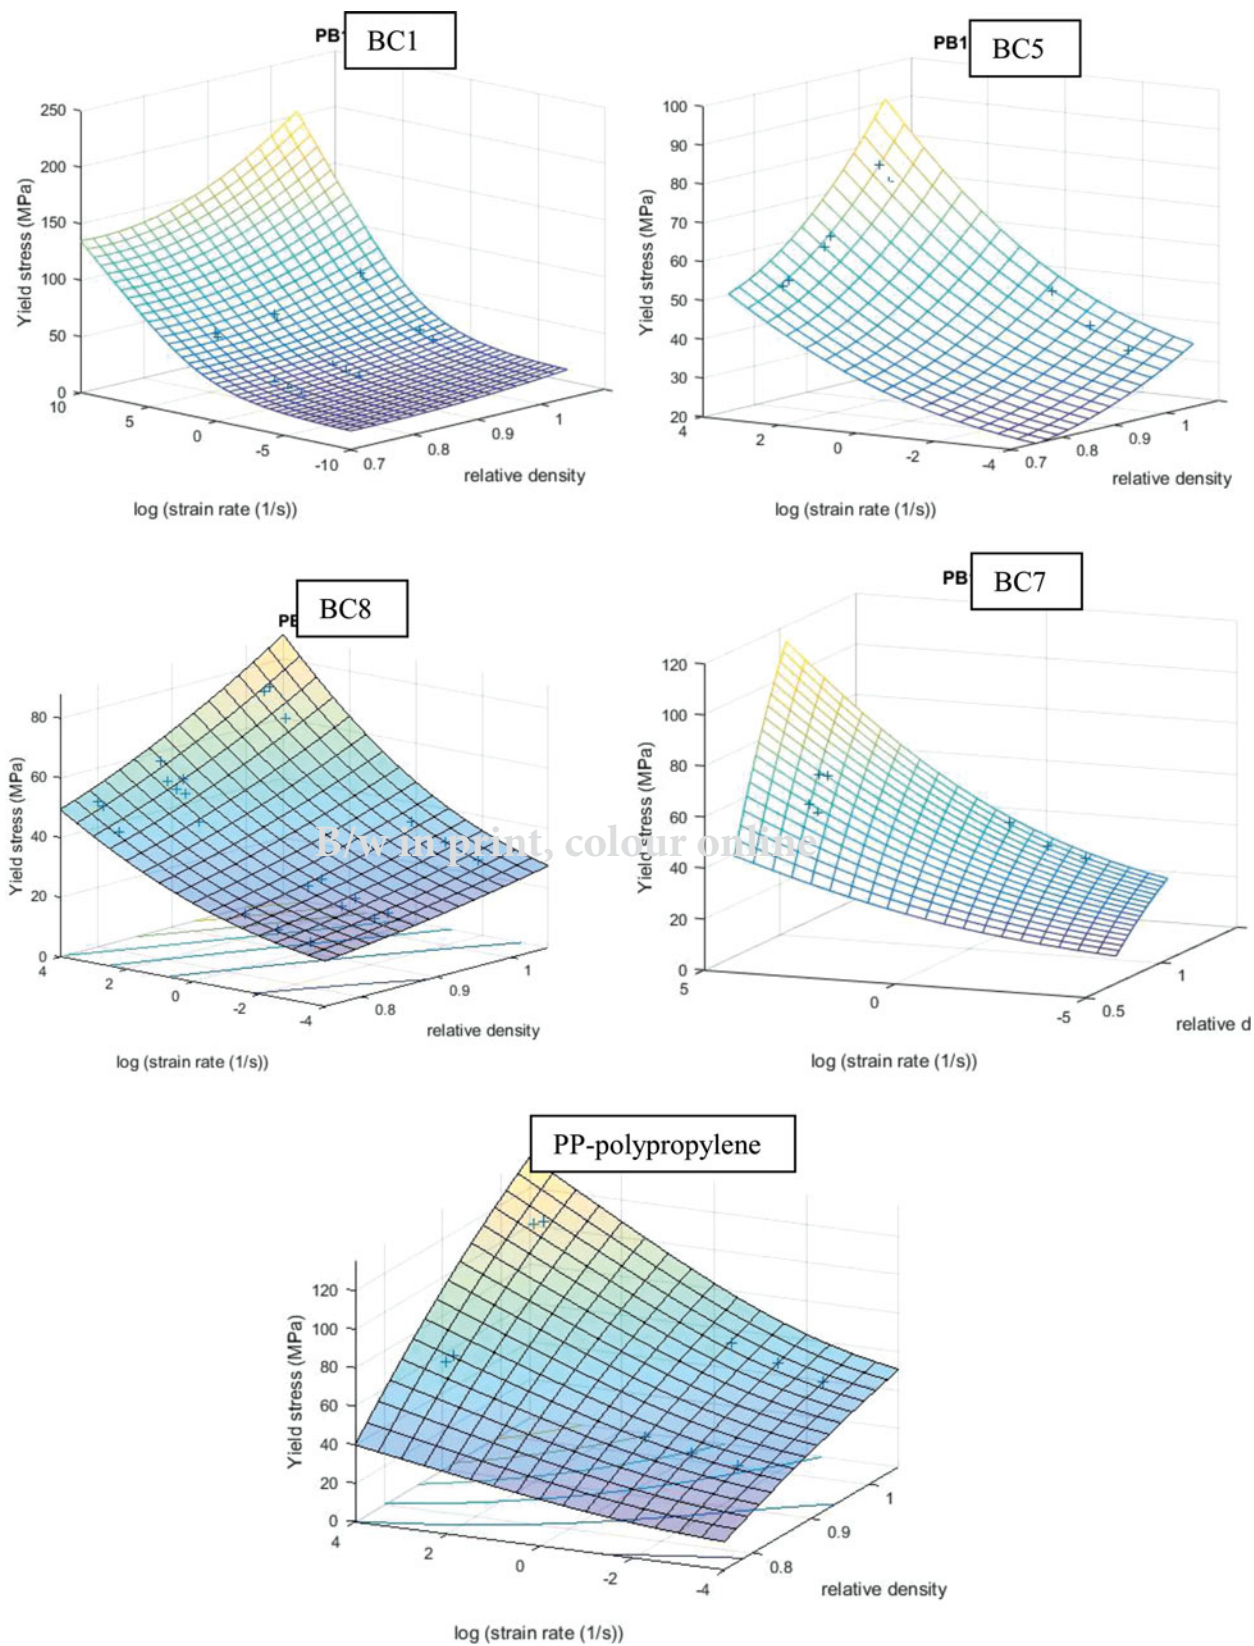 PB1
BC1
250
200
150
100
50
0
Yield stress (MPa)
10
5
0
-5
-10
0.7
0.8
0.9
1
relative density
log (strain rate (1/s))
PB1
BC5
100
90
80
70
60
50
40
30
20
Yield stress (MPa)
4
2
0
-2
-4
0.7
0.8
0.9
1
relative density
log (strain rate (1/s))
PB
BC8
80
60
40
20
0
Yield stress (MPa)
4
2
0
-2
-4
0.8
0.9
1
relative density
log (strain rate (1/s))
PB
BC7
120
100
80
60
40
20
0
Yield stress (MPa)
5
0
-5
0.5
1
relative d
log (strain rate (1/s))
B/w in print, colour online
PP-polypropylene
120
100
80
60
40
20
0
Yield stress (MPa)
4
2
0
-2
-4
0.8
0.9
1
relative density
log (strain rate (1/s))